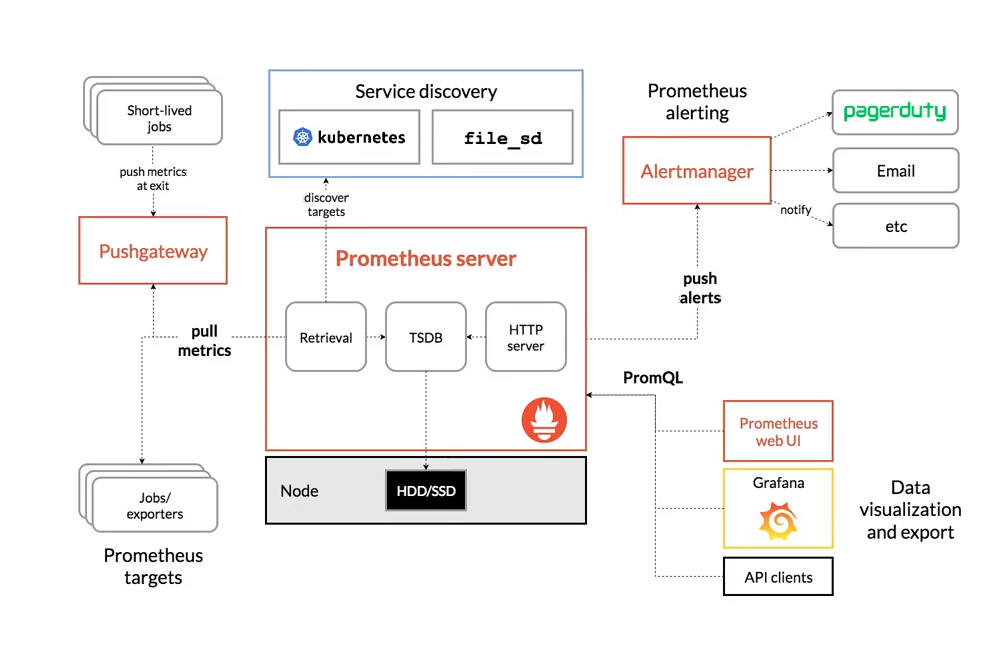 Short-lived
jobs
push metrics
at exit
Pushgateway
pull
metrics
Jobs/
exporters
Prometheus
targets
Service discovery
kubernetes
file_sd
discover
targets
Prometheus server
Retrieval
TSDB
HTTP
server
Node
HDD/SSD
Prometheus
alerting
Alertmanager
pagerduty
Email
etc
notify
push
alerts
PromQL
Prometheus
web UI
Grafana
API clients
Data
visualization
and export